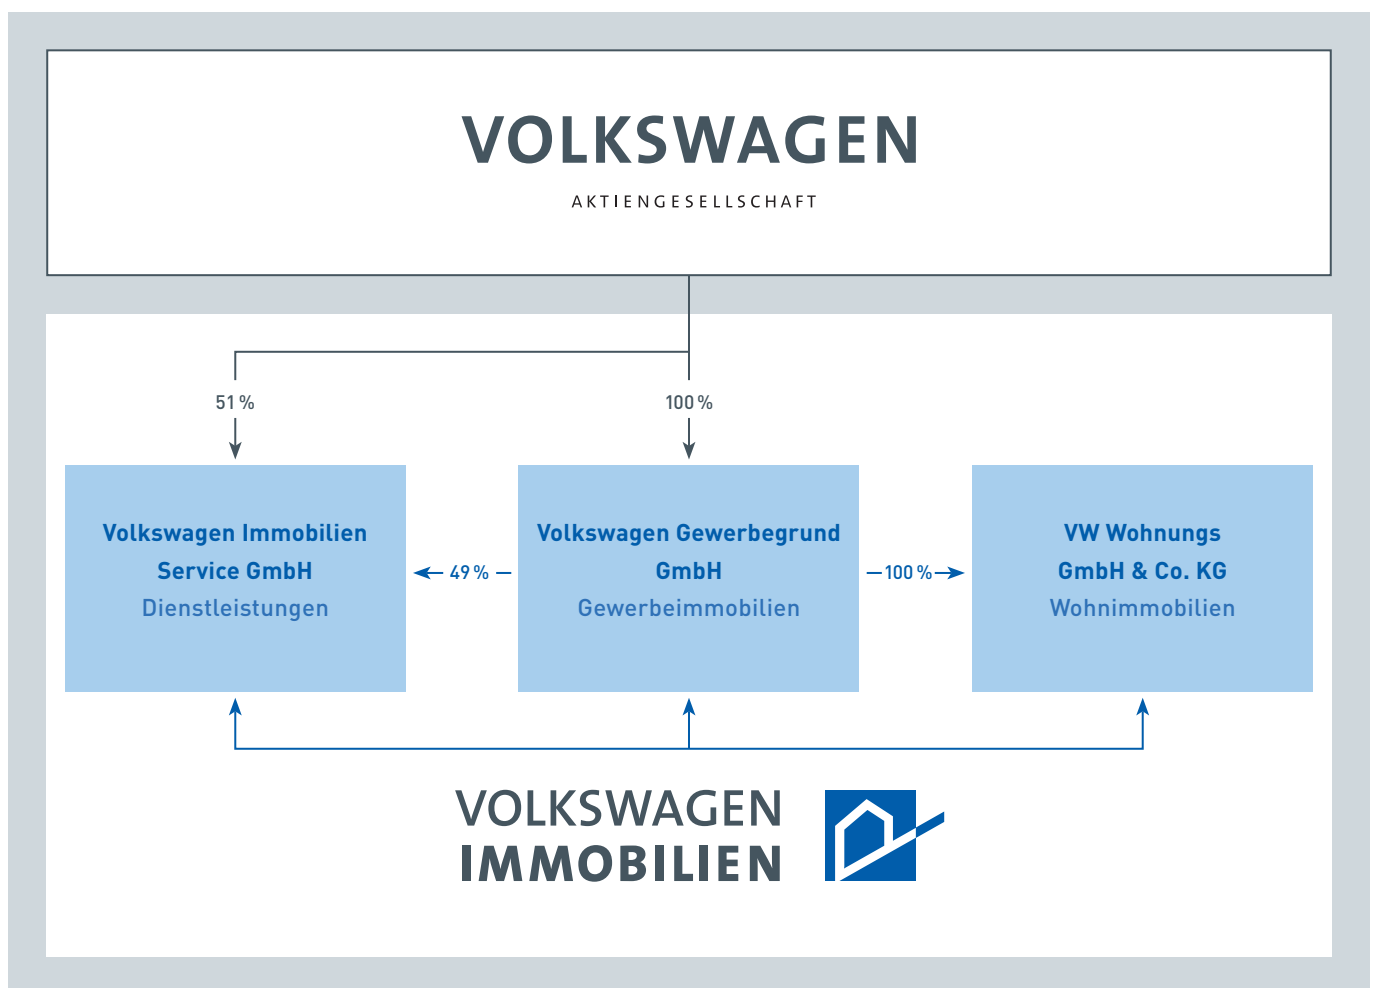 VOLKSWAGEN
AKTIENGESELLSCHAFT
51 %
100 %
Volkswagen Immobilien
Service GmbH
Dienstleistungen
49 %
Volkswagen Gewerbegrund
GmbH
Gewerbeimmobilien
100 %
VW Wohnungs
GmbH & Co. KG
Wohnimmobilien
VOLKSWAGEN
IMMOBILIEN